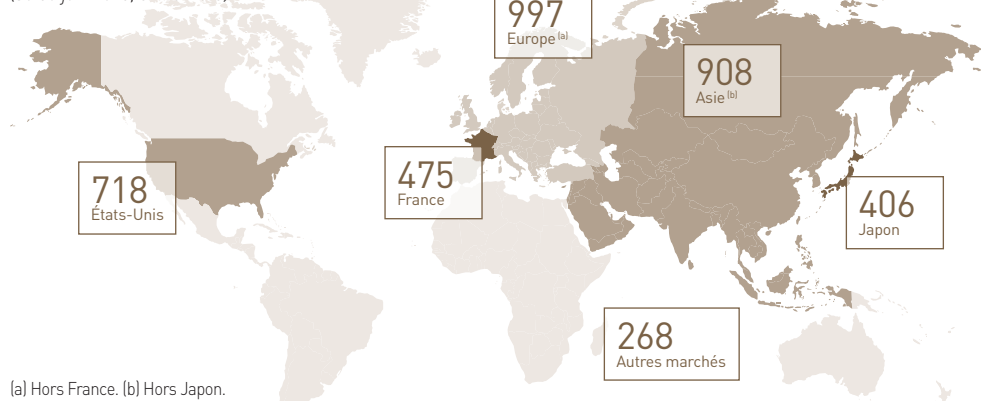 997
Europe (a)
908
Asie (b)
475
France
718
États-Unis
406
Japon
268
Autres marchés
(a) Hors France. (b) Hors Japon.